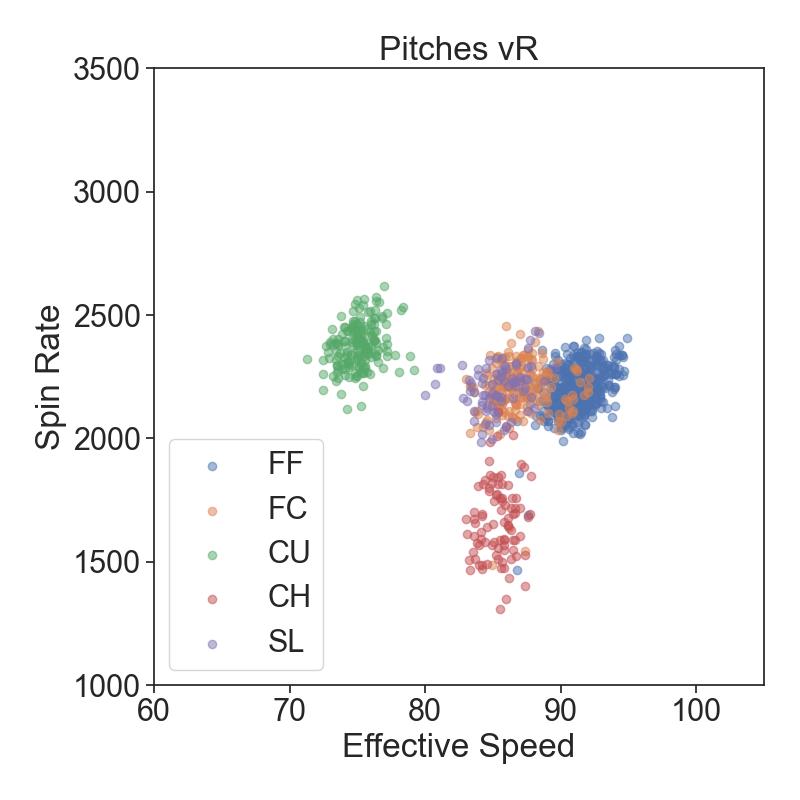 Pitches vR
3500
3000
2500
2000
1500
1000
Spin Rate
FF
FC
CU
CH
SL
60 70 80 90 100
Effective Speed